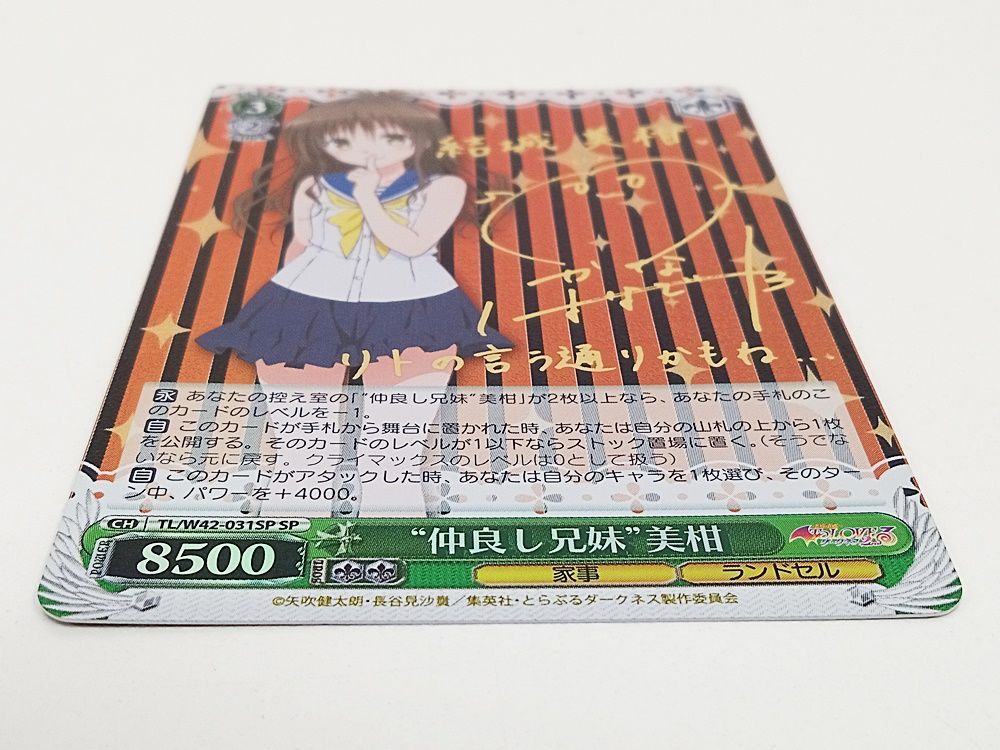 3
結城美柑
リトの言う通りかもね…
永 あなたの控え室の「“仲良し兄妹”美柑」が2枚以上なら、あなたの手札のこ
のカードのレベルを－1。
自 このカードが手札から舞台に置かれた時、あなたは自分の山札の上から1枚
を公開する。そのカードのレベルが1以下ならストック置場に置く。(そうでな
いなら元に戻す。クライマックスのレベルは0として扱う)
自 このカードがアタックした時、あなたは自分のキャラを1枚選び、そのター
ン中、パワーを＋4000。
CH TL/W42-031SP SP
“仲良し兄妹”美柑
POWER 8500 SOUL
家事 ランドセル
©矢吹健太朗・長谷見沙貴／集英社・とらぶるダークネス製作委員会